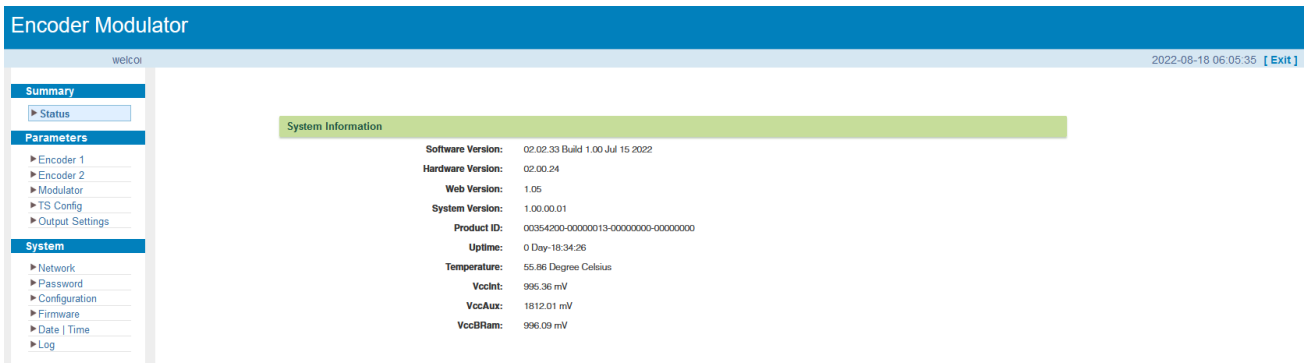 Encoder Modulator
welcor
2022-08-18 06:05:35 [ Exit ]
Summary
Status
Parameters
Encoder 1
Encoder 2
Modulator
TS Config
Output Settings
System
Network
Password
Configuration
Firmware
Date | Time
Log
System Information
Software Version: 02.02.33 Build 1.00 Jul 15 2022
Hardware Version: 02.00.24
Web Version: 1.05
System Version: 1.00.00.01
Product ID: 00354200-00000013-00000000-00000000
Uptime: 0 Day-18:34:26
Temperature: 55.86 Degree Celsius
VccInt: 995.36 mV
VccAux: 1812.01 mV
VccBRam: 996.09 mV